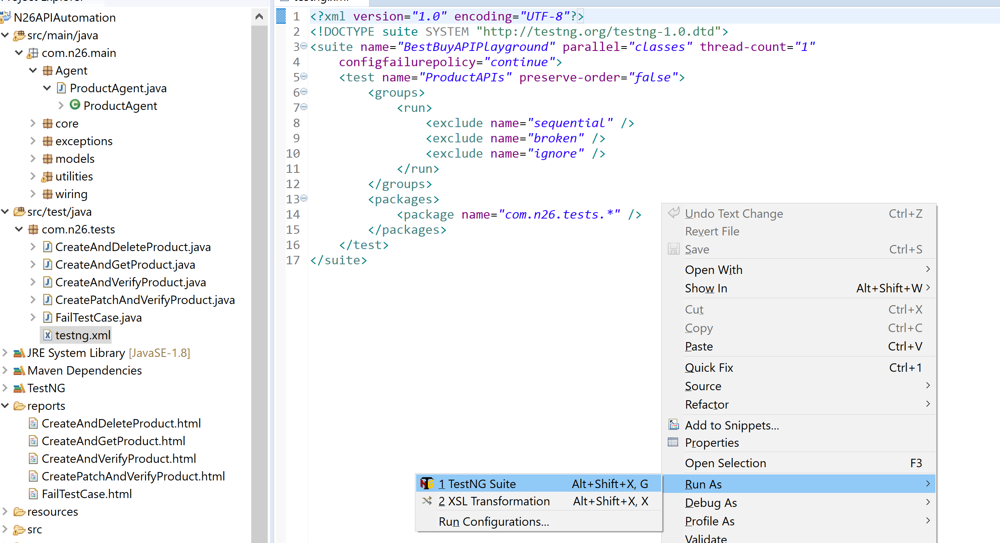 Project Explorer
N26APIAutomation
src/main/java
com.n26.main
Agent
ProductAgent.java
ProductAgent
core
exceptions
models
utilities
wiring
src/test/java
com.n26.tests
CreateAndDeleteProduct.java
CreateAndGetProduct.java
CreateAndVerifyProduct.java
CreatePatchAndVerifyProduct.java
FailTestCase.java
testng.xml
JRE System Library [JavaSE-1.8]
Maven Dependencies
TestNG
reports
CreateAndDeleteProduct.html
CreateAndGetProduct.html
CreateAndVerifyProduct.html
CreatePatchAndVerifyProduct.html
FailTestCase.html
resources
src
testng.xml
1 <?xml version="1.0" encoding="UTF-8"?>
2 <!DOCTYPE suite SYSTEM "http://testng.org/testng-1.0.dtd">
3 <suite name="BestBuyAPIPlayground" parallel="classes" thread-count="1"
4 configfailurepolicy="continue">
5 <test name="ProductAPIs" preserve-order="false">
6 <groups>
7 <run>
8 <exclude name="sequential" />
9 <exclude name="broken" />
10 <exclude name="ignore" />
11 </run>
12 </groups>
13 <packages>
14 <package name="com.n26.tests.*" />
15 </packages>
16 </test>
17 </suite>
Undo Text Change Ctrl+Z
Revert File
Save Ctrl+S
Open With
Show In Alt+Shift+W
Cut Ctrl+X
Copy Ctrl+C
Paste Ctrl+V
Quick Fix Ctrl+1
Source
Refactor
Add to Snippets...
Properties
Open Selection F3
Run As
Debug As
Profile As
Validate
1 TestNG Suite Alt+Shift+X, G
2 XSL Transformation Alt+Shift+X, X
Run Configurations...